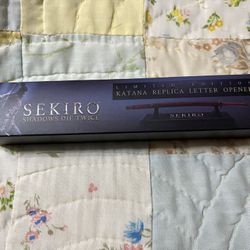 SEKIRO
SHADOWS DIE TWICE
LIMITED EDITION
KATANA REPLICA LETTER OPENER
SEKIRO